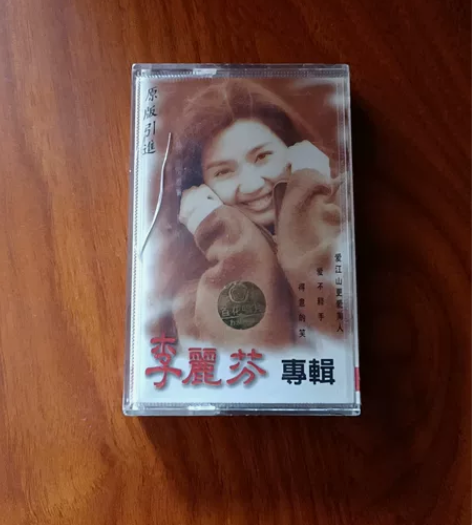 原版引進
愛江山更愛美人
愛不釋手
得意的笑
李麗芬
專輯